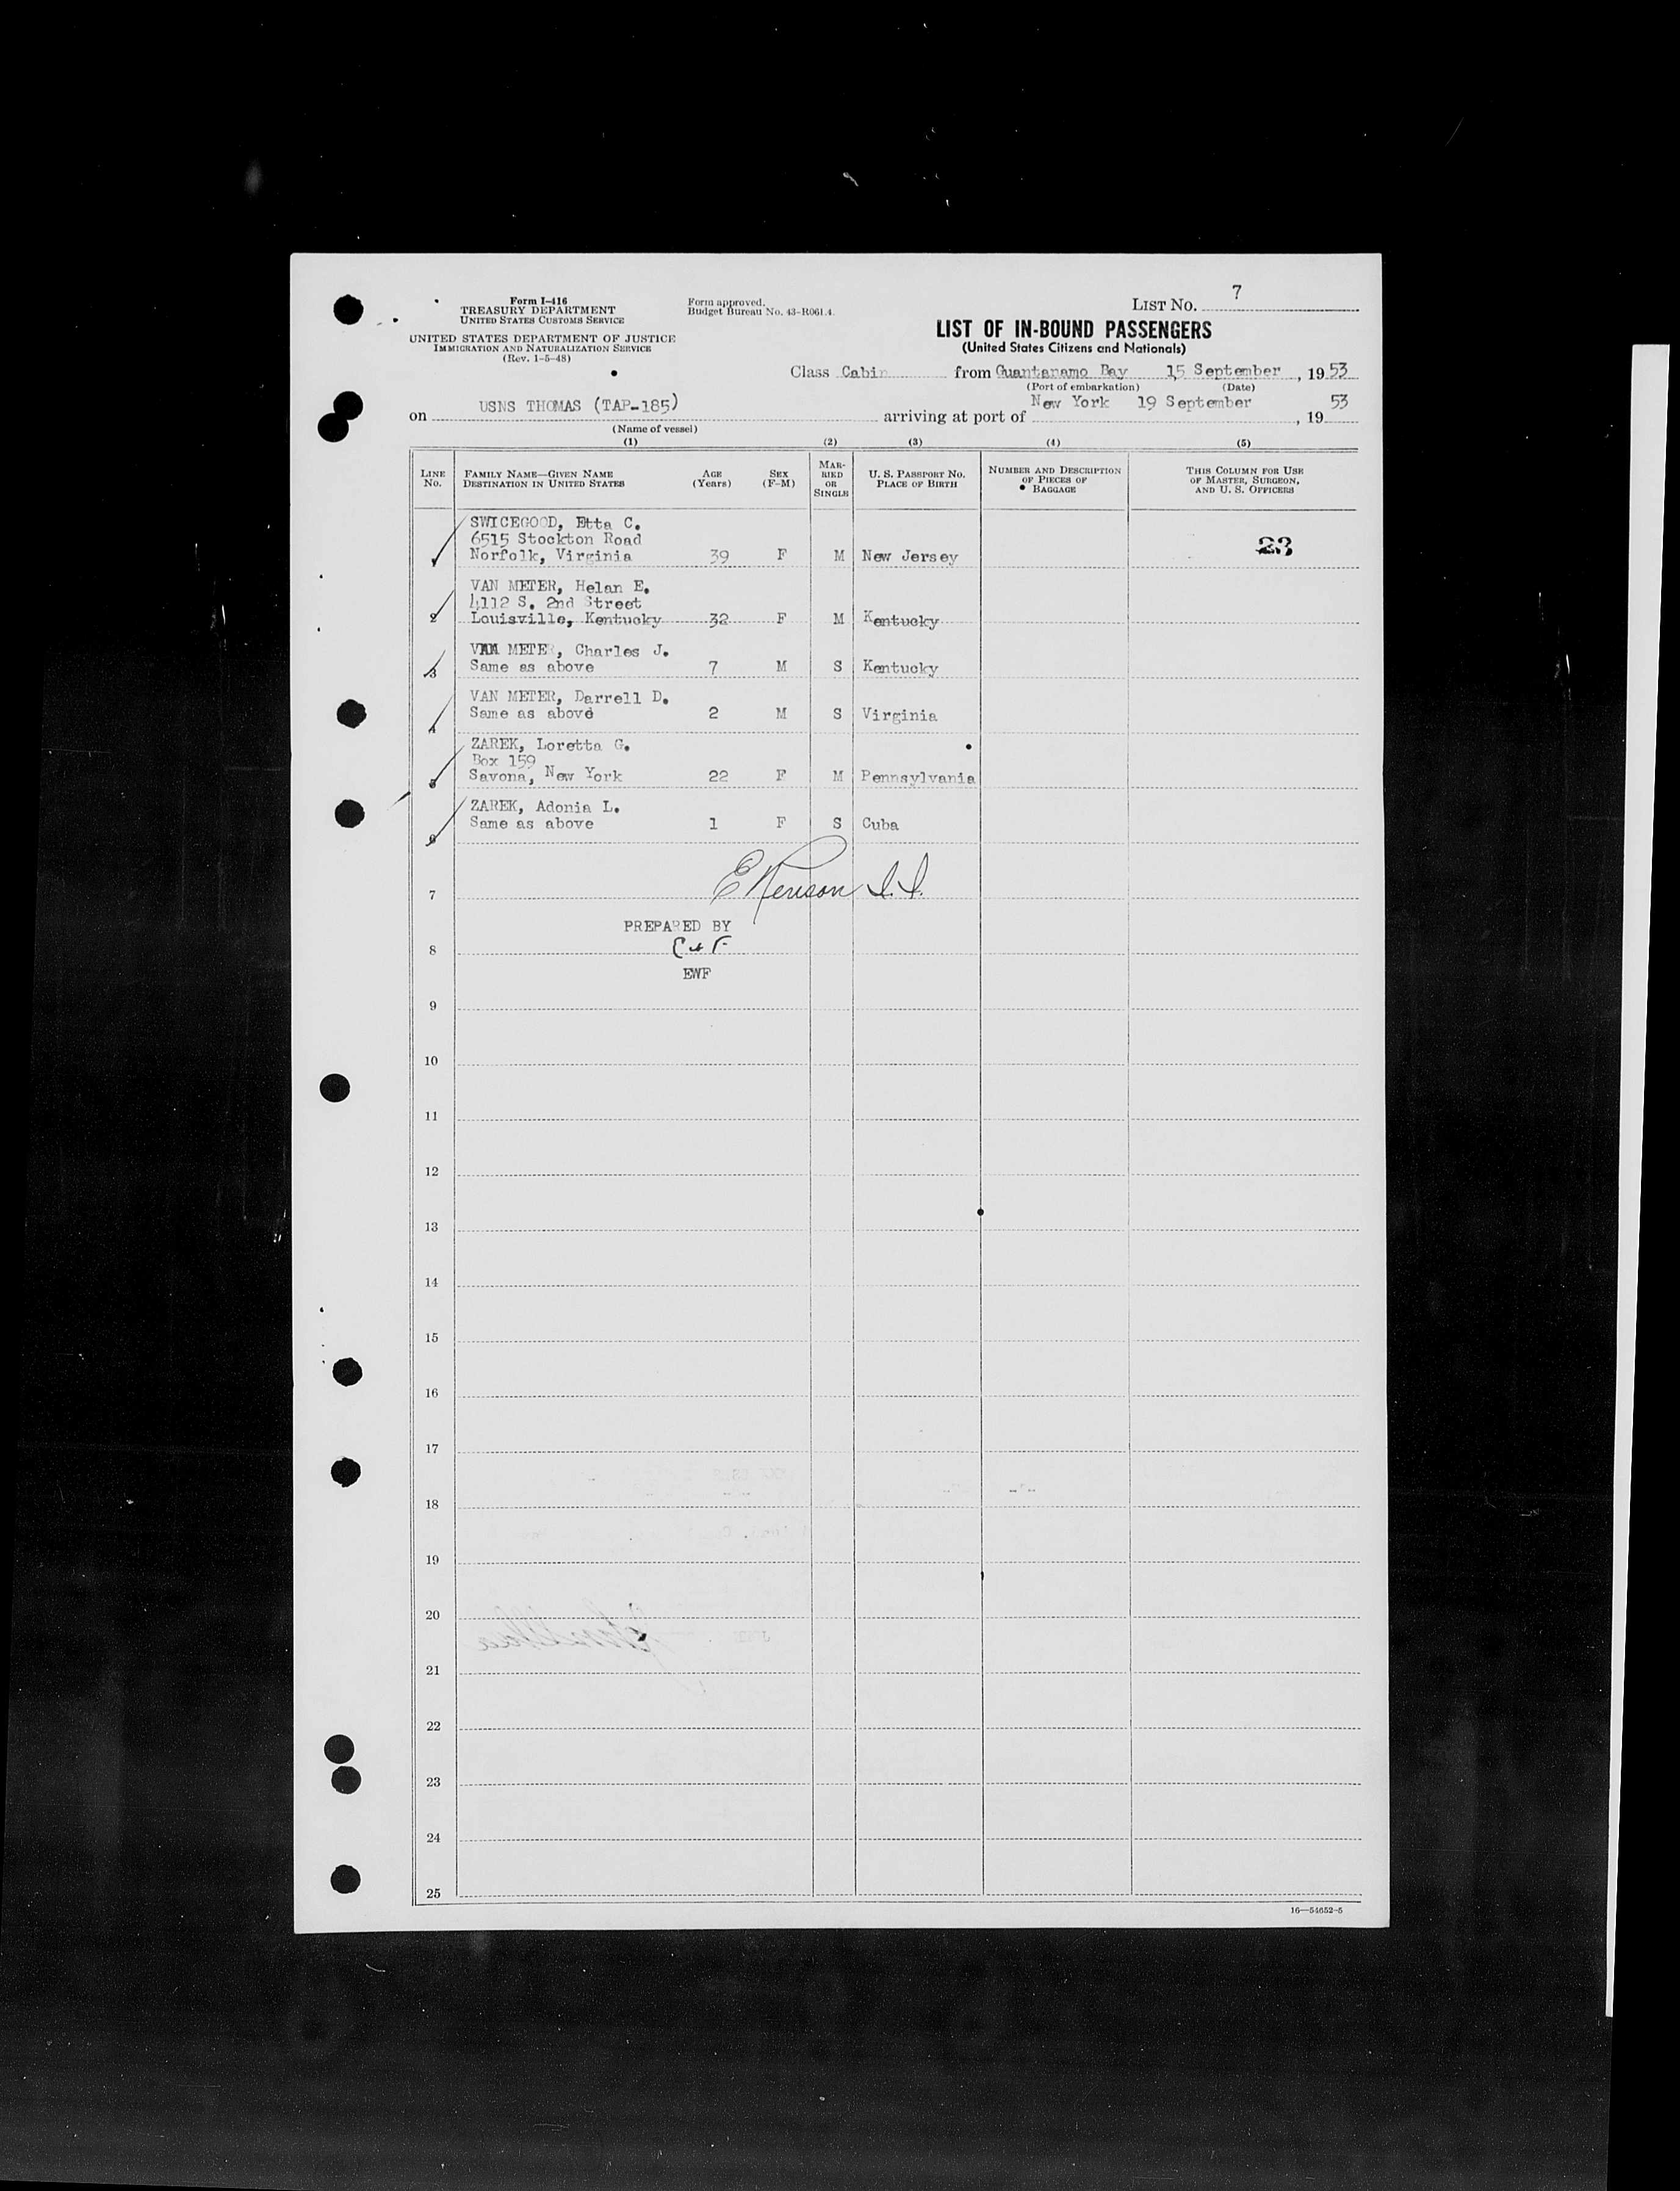 Form I-416
TREASURY DEPARTMENT
UNITED STATES CUSTOMS SERVICE
UNITED STATES DEPARTMENT OF JUSTICE
IMMIGRATION AND NATURALIZATION SERVICE
(Rev. 1-5-48)
Form approved.
Budget Bureau No. 43-R061.4.
LIST No. 7
LIST OF IN-BOUND PASSENGERS
(United States Citizens and Nationals)
Class Cabin from Guantanamo Bay 15 September, 1953
(Port of embarkation) (Date)
on USNS THOMAS (TAP-185) arriving at port of New York 19 September, 19 53
(Name of vessel)
(1) (2) (3) (4) (5)
LINE No. FAMILY NAME—GIVEN NAME DESTINATION IN UNITED STATES AGE (Years) SEX (F-M) MARRIED OR SINGLE U. S. PASSPORT NO. PLACE OF BIRTH NUMBER AND DESCRIPTION OF PIECES OF BAGGAGE THIS COLUMN FOR USE OF MASTER, SURGEON, AND U. S. OFFICERS
SWICEGOOD, Etta C.
6515 Stockton Road
Norfolk, Virginia 39 F M New Jersey 23
VAN METER, Helan E.
4112 S. 2nd Street
2 Louisville, Kentucky 32 F M Kentucky
VAN METER, Charles J.
3 Same as above 7 M S Kentucky
VAN METER, Darrell D.
4 Same as above 2 M S Virginia
ZAREK, Loretta G.
Box 159
5 Savona, New York 22 F M Pennsylvania
ZAREK, Adonia L.
6 Same as above 1 F S Cuba
7
PREPARED BY
8
EWF
9
10
11
12
13
14
15
16
17
18
19
20
21
22
23
24
25
16—54652-5